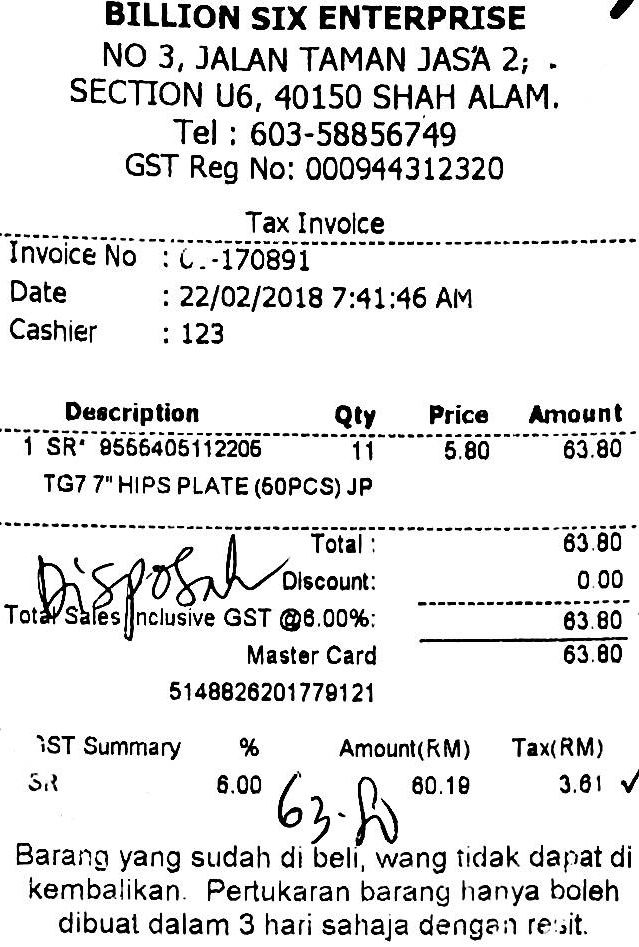 BILLION SIX ENTERPRISE
NO 3, JALAN TAMAN JASA 2,
SECTION U6, 40150 SHAH ALAM.
Tel : 603-58856749
GST Reg No: 000944312320
Tax Invoice
Invoice No : -170891
Date : 22/02/2018 7:41:46 AM
Cashier : 123
Description Qty Price Amount
1 SR* 9556405112205 11 5.80 63.80
TG7 7" HIPS PLATE (50PCS) JP
Total : 63.80
Disposal
Discount: 0.00
Total Sales Inclusive GST @6.00%: 63.80
Master Card 63.80
5148826201779121
GST Summary % Amount(RM) Tax(RM)
SR 6.00 60.19 3.61 ✓
63.80
Barang yang sudah di beli, wang tidak dapat di
kembalikan. Pertukaran barang hanya boleh
dibuat dalam 3 hari sahaja dengan resit.